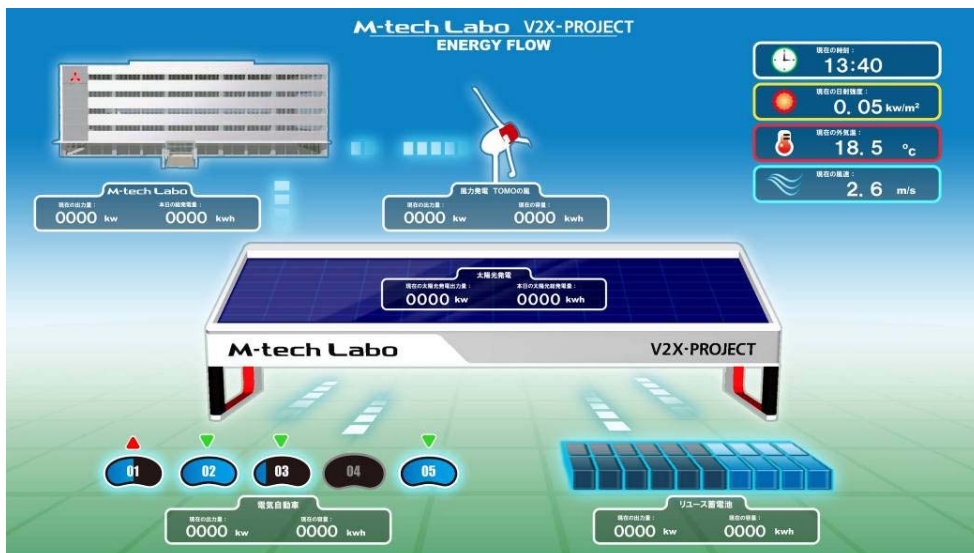 M-tech Labo V2X-PROJECT
ENERGY FLOW
現在の時刻：
13:40
現在の日射強度：
0.05 kw/m²
現在の外気温：
18.5 °c
現在の風速：
2.6 m/s
M-tech Labo
現在の出力量： 本日の総発電量：
0000 kw 0000 kwh
風力発電 TOMOの風
現在の出力量： 現在の容量：
0000 kw 0000 kwh
太陽光発電
現在の太陽光発電出力量： 本日の太陽光総発電量：
0000 kw 0000 kwh
M-tech Labo V2X-PROJECT
01 02 03 04 05
電気自動車
現在の出力量： 現在の容量：
0000 kw 0000 kwh
リユース蓄電池
現在の出力量： 現在の容量：
0000 kw 0000 kwh